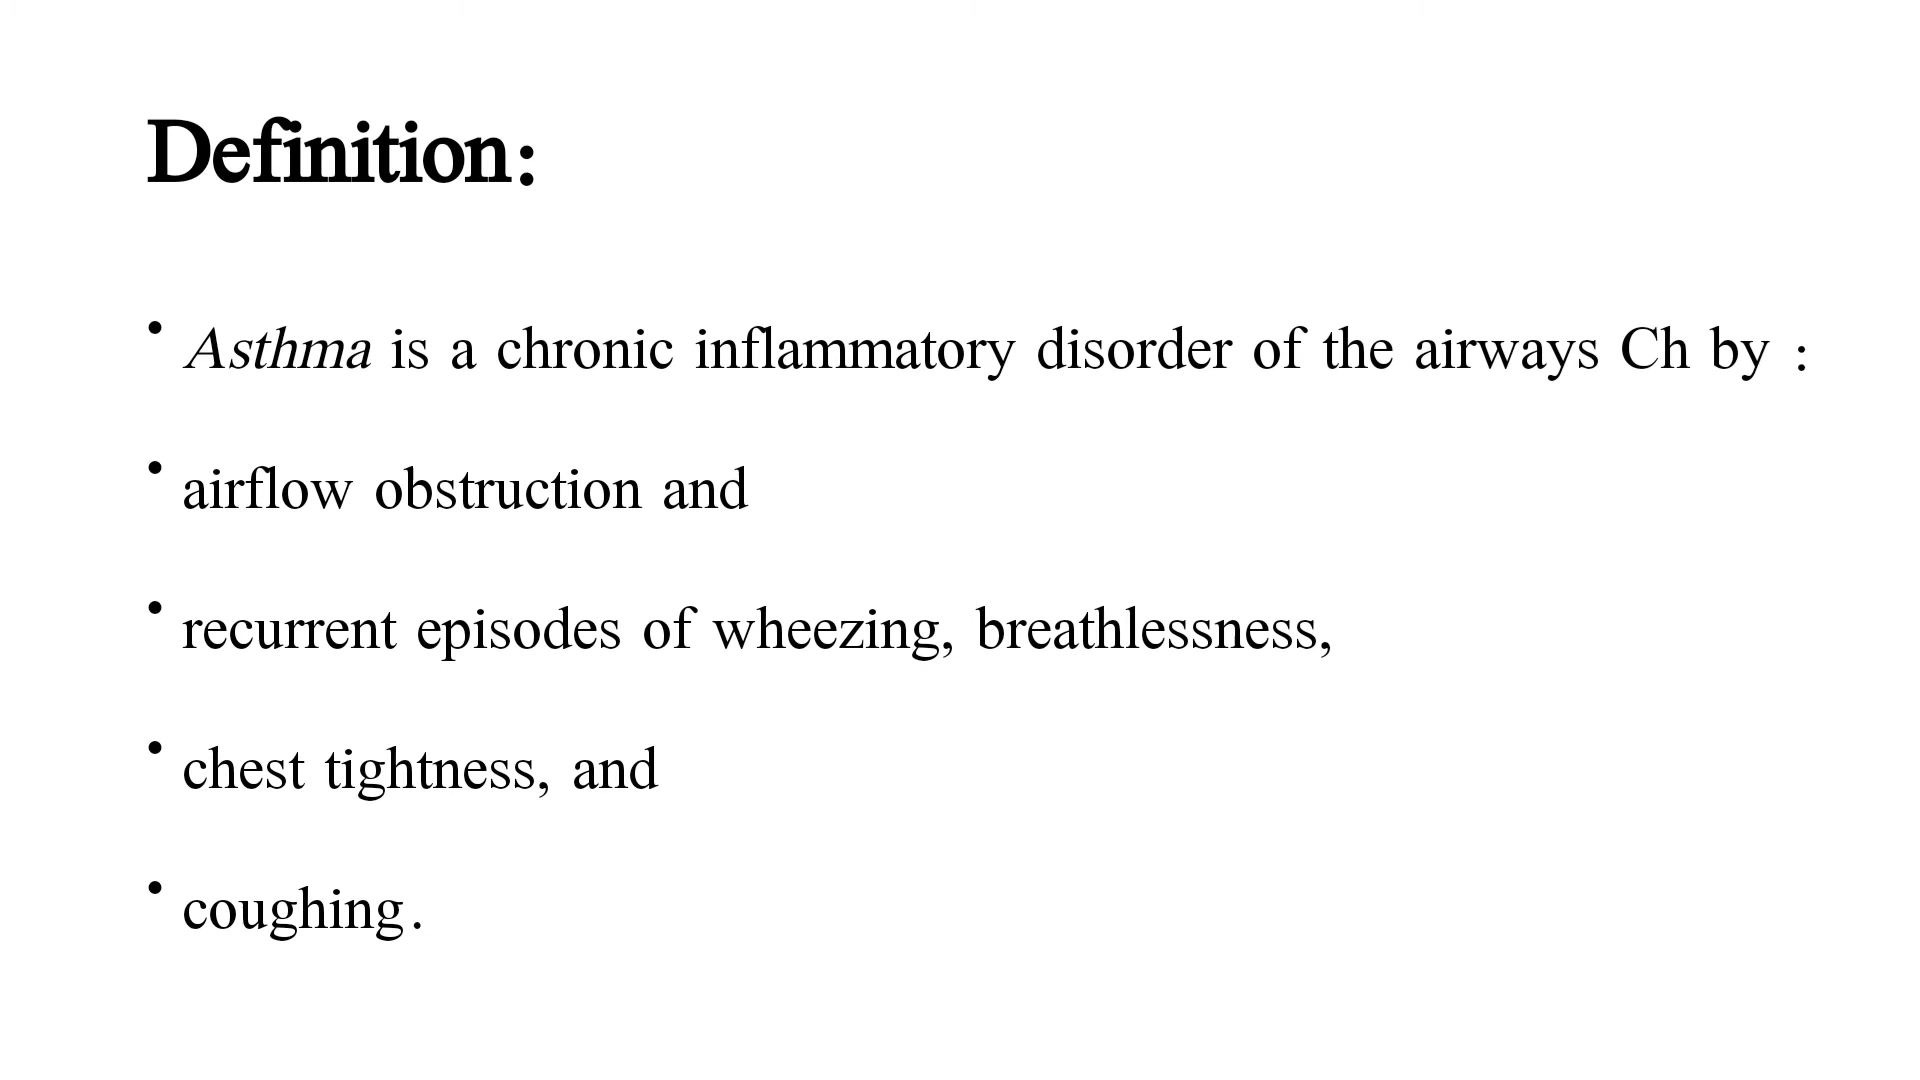 Definition:
• Asthma is a chronic inflammatory disorder of the airways Ch by :
• airflow obstruction and
• recurrent episodes of wheezing, breathlessness,
• chest tightness, and
• coughing.